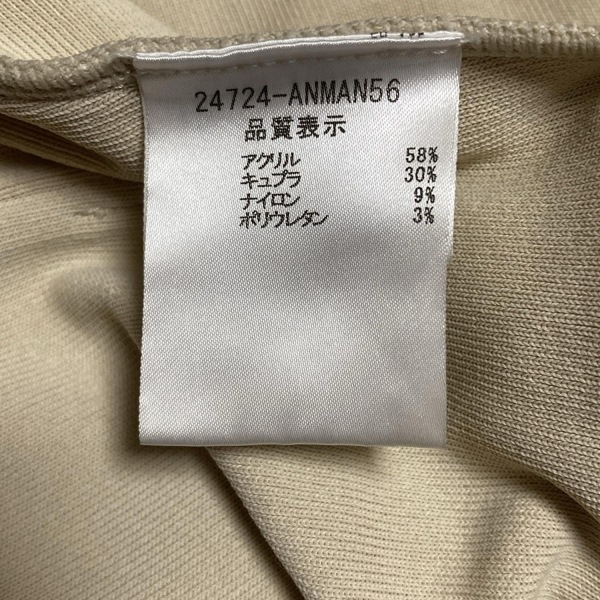 24724-ANMAN56
品質表示
アクリル 58%
キュプラ 30%
ナイロン 9%
ポリウレタン 3%